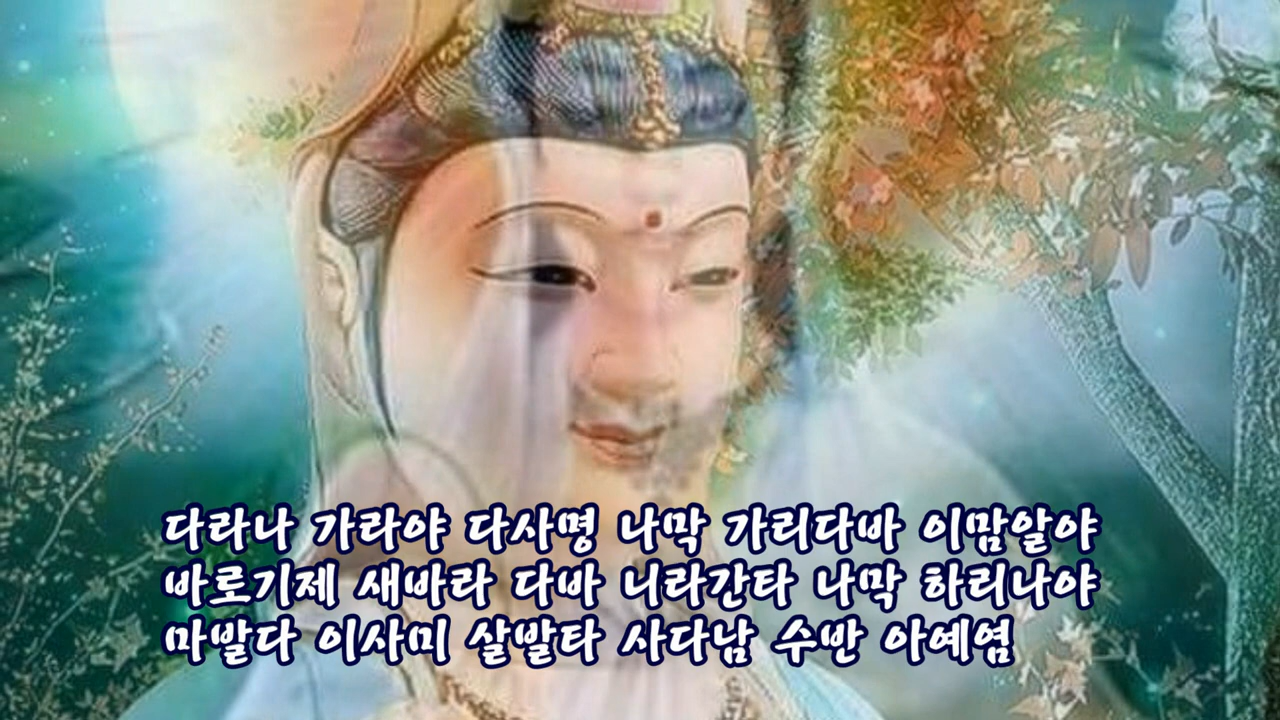 다라나 가라야 다사명 나막 가리다바 이맘알야
바로기제 새바라 다바 니라간타 나막 하리나야
마발다 이사미 살발타 사다남 수반 아예염